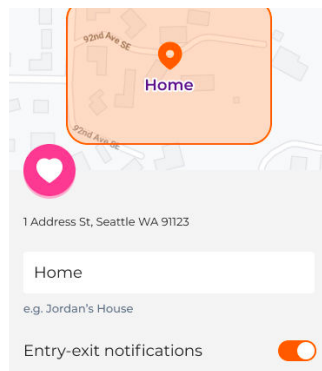 92nd Ave SE
Home
92nd Ave SE
1 Address St, Seattle WA 91123
Home
e.g. Jordan's House
Entry-exit notifications